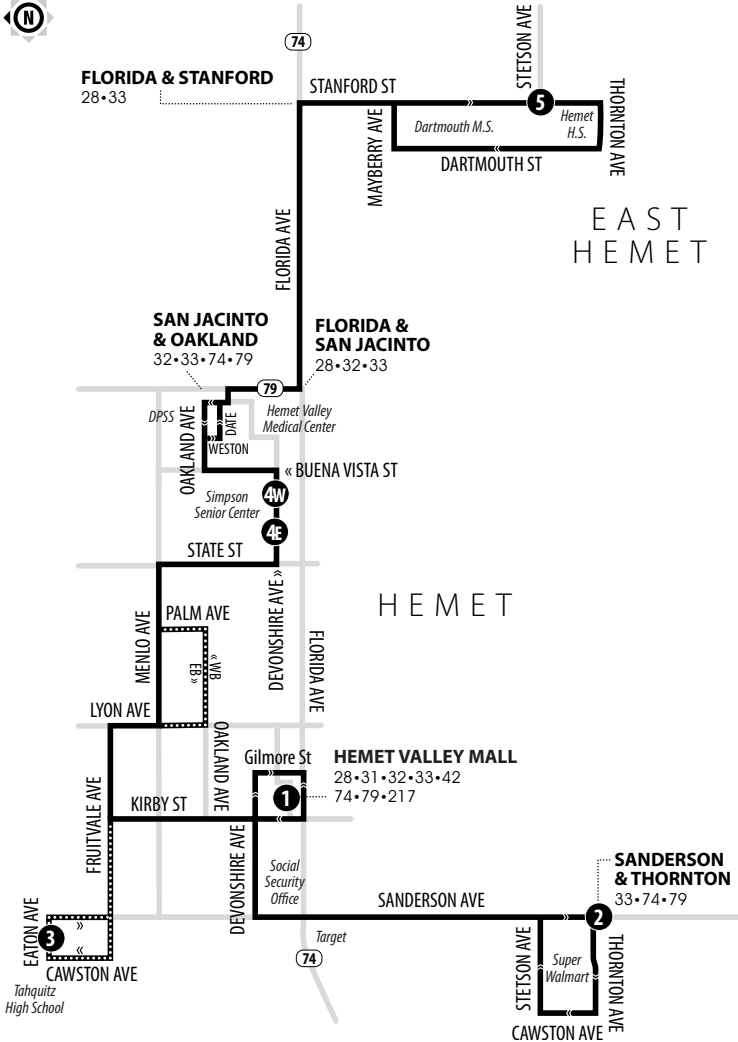 N
74
STETSON AVE
FLORIDA & STANFORD
28•33
STANFORD ST
5
THORNTON AVE
MAYBERRY AVE
Dartmouth M.S.
Hemet
H.S.
DARTMOUTH ST
EAST
HEMET
FLORIDA AVE
SAN JACINTO
& OAKLAND
32•33•74•79
FLORIDA &
SAN JACINTO
28•32•33
79
DPSS
OAKLAND AVE
DATE
Hemet Valley
Medical Center
WESTON
« BUENA VISTA ST
4W
Simpson
Senior Center
4E
STATE ST
DEVONSHIRE AVE »
HEMET
MENLO AVE
PALM AVE
« WB
EB »
FLORIDA AVE
LYON AVE
OAKLAND AVE
Gilmore St
HEMET VALLEY MALL
28•31•32•33•42
74•79•217
1
FRUITVALE AVE
KIRBY ST
DEVONSHIRE AVE
Social
Security
Office
SANDERSON
& THORNTON
33•74•79
SANDERSON AVE
2
EATON AVE
3
CAWSTON AVE
Tahquitz
High School
Target
74
STETSON AVE
Super
Walmart
THORNTON AVE
CAWSTON AVE